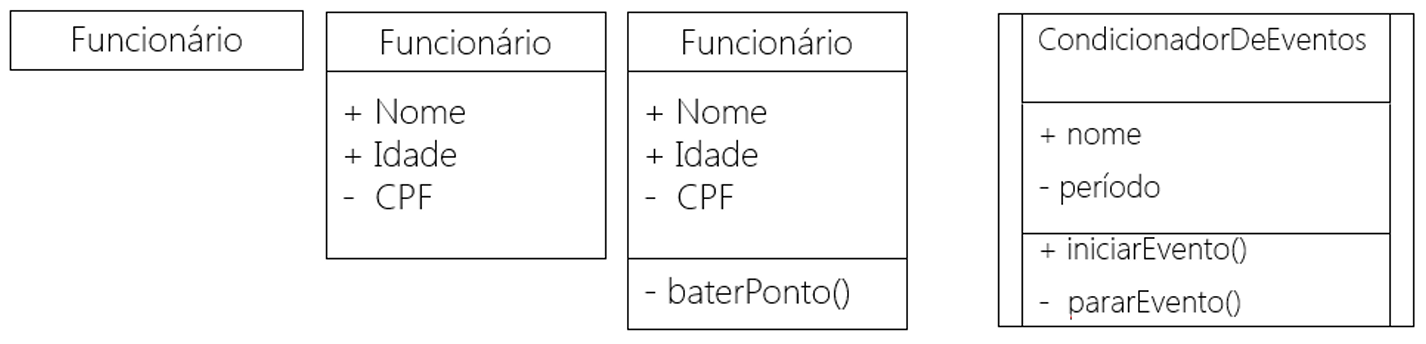 Funcionário
Funcionário
+ Nome
+ Idade
- CPF
Funcionário
+ Nome
+ Idade
- CPF
- baterPonto()
CondicionadorDeEventos
+ nome
- período
+ iniciarEvento()
- pararEvento()